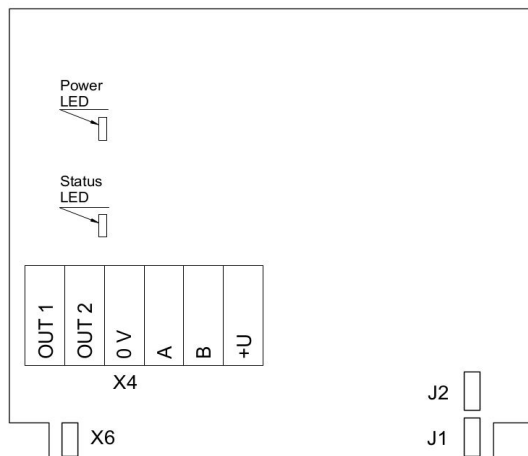 Power
LED
Status
LED
OUT 1
OUT 2
0 V
A
B
+U
X4
J2
X6
J1